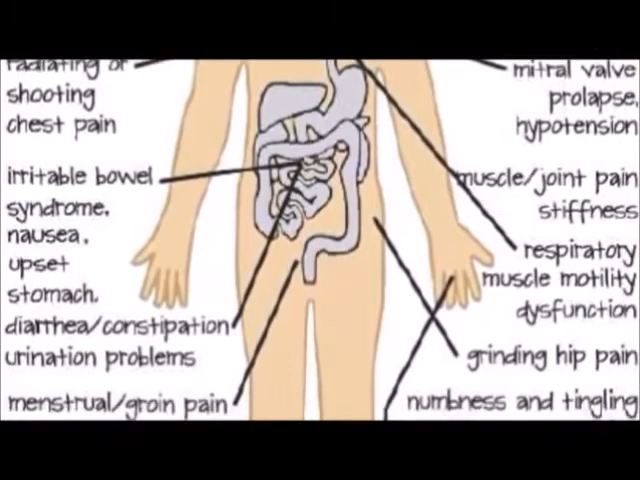 radiating or
shooting
chest pain
irritable bowel
syndrome,
nausea,
upset
stomach,
diarrhea/constipation
urination problems
menstrual/groin pain
mitral valve
prolapse,
hypotension
muscle/joint pain
stiffness
respiratory
muscle motility
dysfunction
grinding hip pain
numbness and tingling